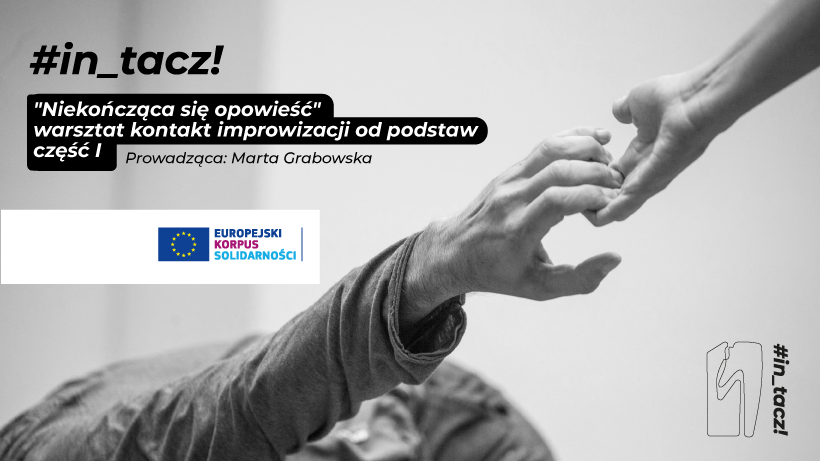 #in_tacz!
"Niekończąca się opowieść"
warsztat kontakt improwizacji od podstaw
część I
Prowadząca: Marta Grabowska
EUROPEJSKI
KORPUS
SOLIDARNOŚCI
#in_tacz!